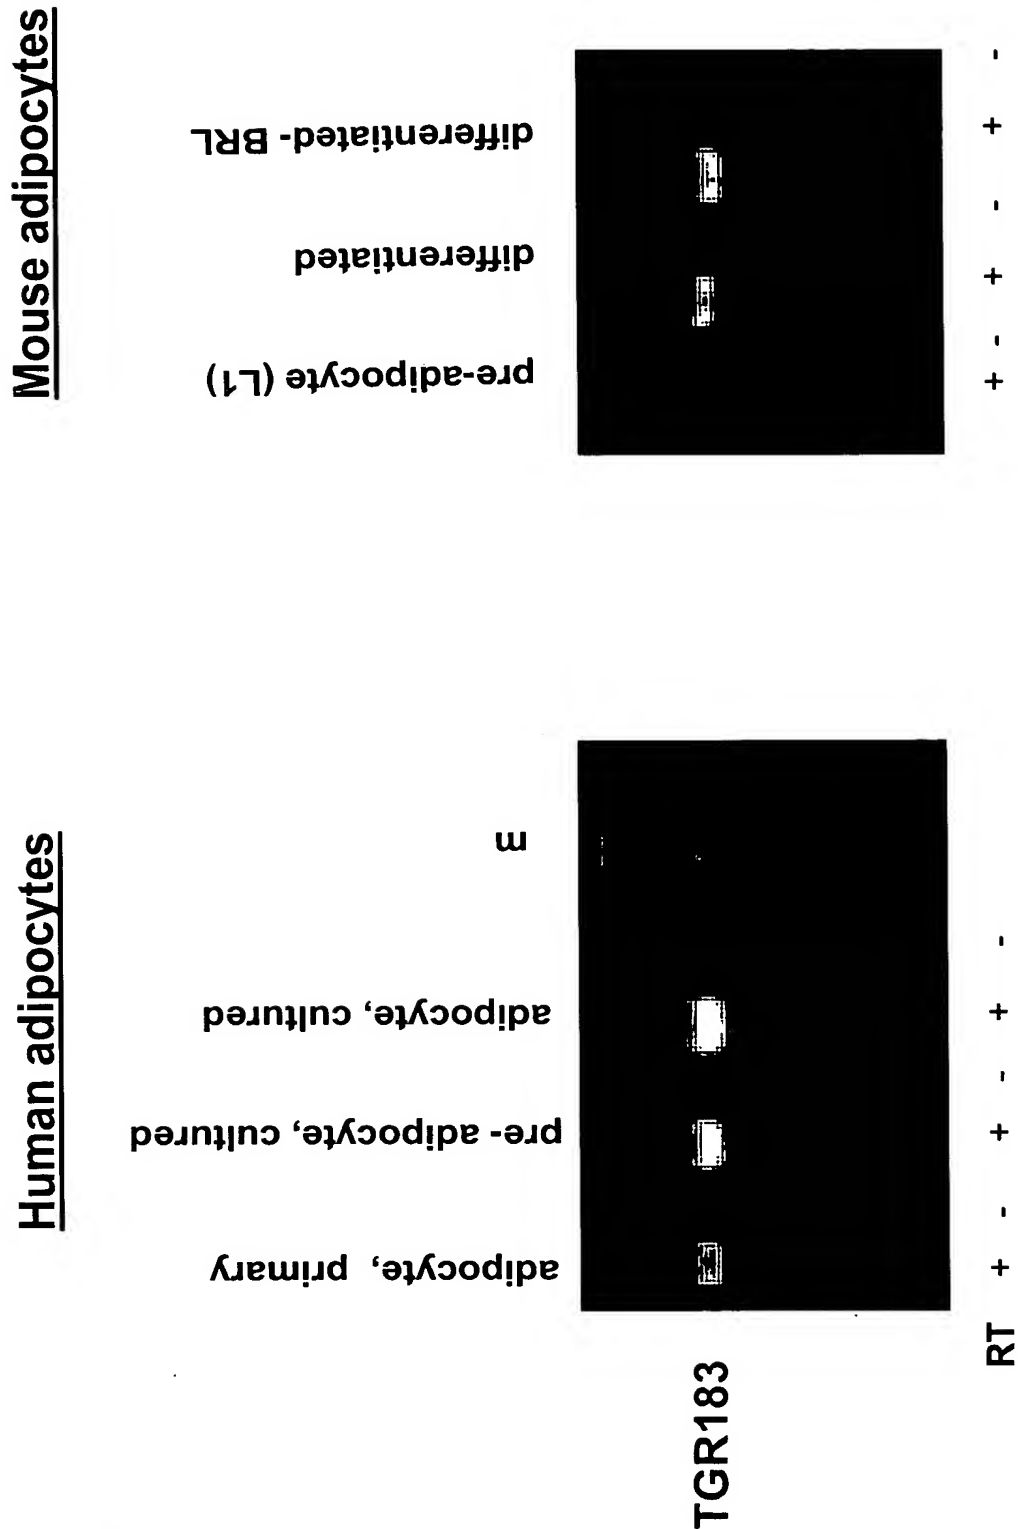 Human adipocytes
adipocyte, primary
pre- adipocyte, cultured
adipocyte, cultured
m
TGR183
RT + - + - + -
Mouse adipocytes
pre-adipocyte (L1)
differentiated
differentiated- BRL
+ - + - + -